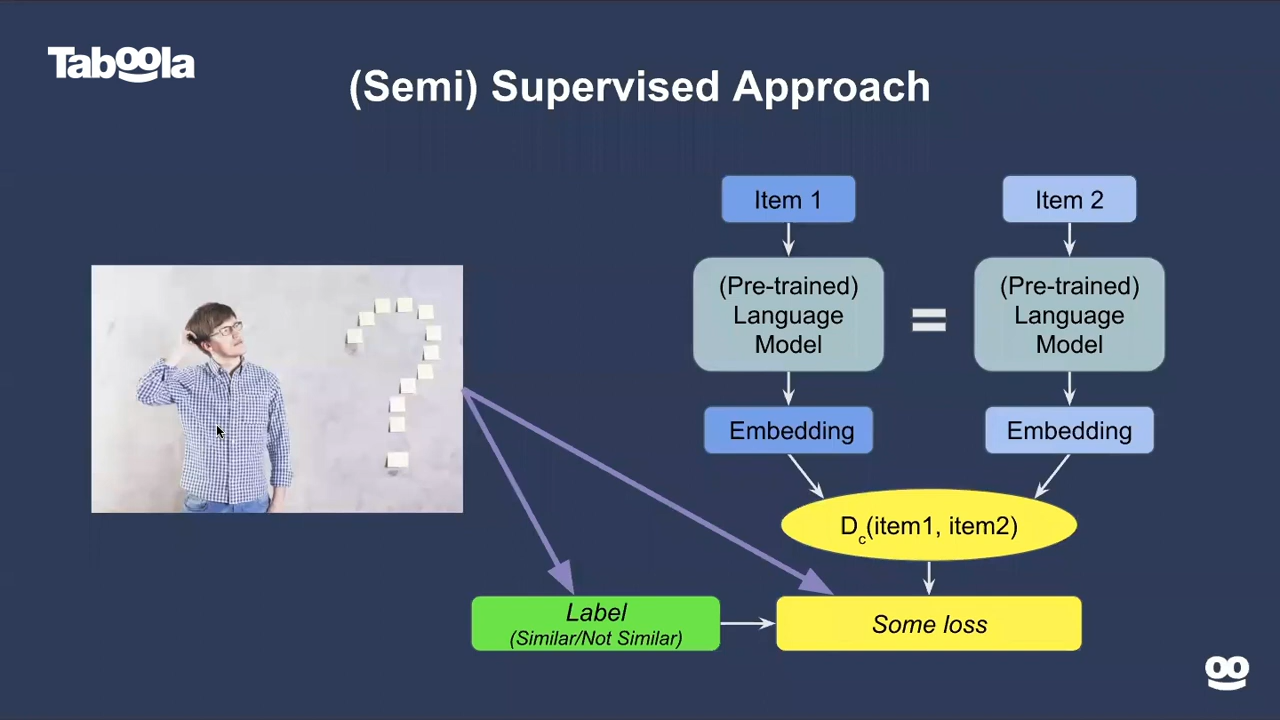 Taboola
(Semi) Supervised Approach
Item 1
Item 2
(Pre-trained)
Language
Model
=
(Pre-trained)
Language
Model
Embedding
Embedding
Dc(item1, item2)
Label
(Similar/Not Similar)
Some loss